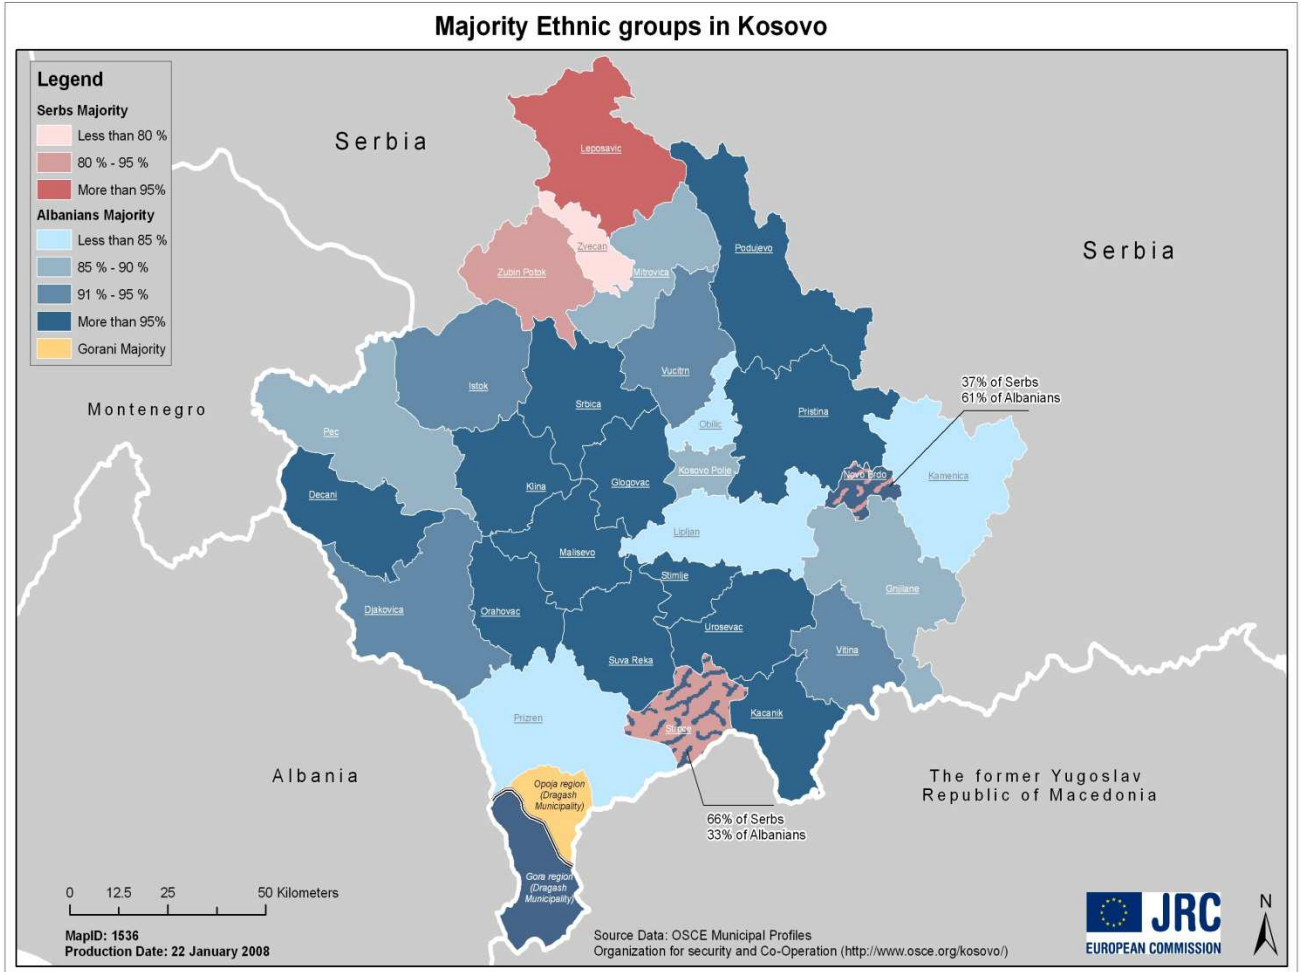 Majority Ethnic groups in Kosovo
Legend
Serbs Majority
Less than 80 %
80 % - 95 %
More than 95%
Albanians Majority
Less than 85 %
85 % - 90 %
91 % - 95 %
More than 95%
Gorani Majority
Serbia
Serbia
Montenegro
Albania
The former Yugoslav
Republic of Macedonia
Leposavic
Zvecan
Zubin Potok
Mitrovica
Podujevo
Istok
Vucitrn
Srbica
Obilic
Pristina
37% of Serbs
61% of Albanians
Pec
Kosovo Polje
Novo Brdo
Kamenica
Decani
Klina
Glogovac
Lipljan
Malisevo
Stimlje
Gnjilane
Djakovica
Orahovac
Urosevac
Vitina
Suva Reka
Prizren
Strpce
Kacanik
66% of Serbs
33% of Albanians
Opoja region
(Dragash
Municipality)
Gora region
(Dragash
Municipality)
0 12.5 25 50 Kilometers
MapID: 1536
Production Date: 22 January 2008
Source Data: OSCE Municipal Profiles
Organization for security and Co-Operation (http://www.osce.org/kosovo/)
JRC
EUROPEAN COMMISSION
N